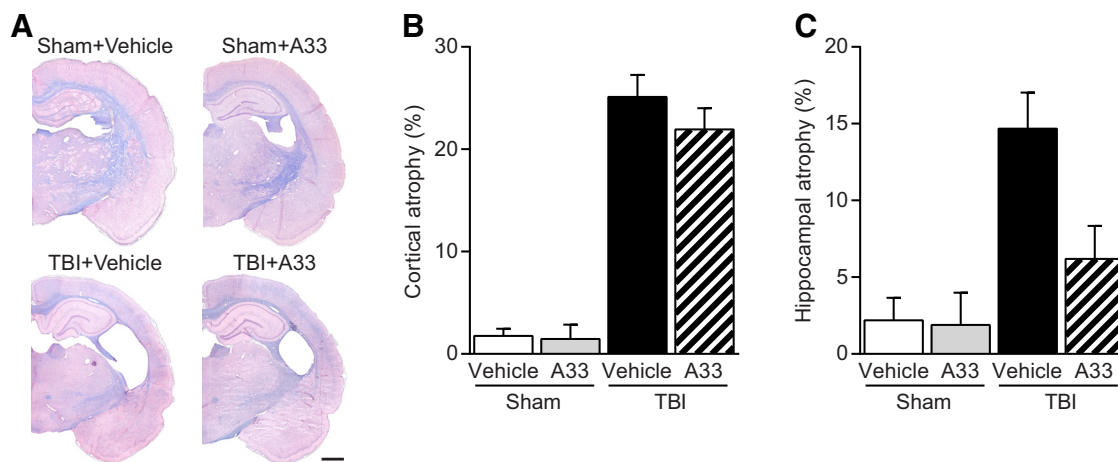 A
Sham+Vehicle
Sham+A33
TBI+Vehicle
TBI+A33
B
Cortical atrophy (%)
30
20
10
0
Vehicle A33 Vehicle A33
Sham TBI
C
Hippocampal atrophy (%)
20
15
10
5
0
Vehicle A33 Vehicle A33
Sham TBI